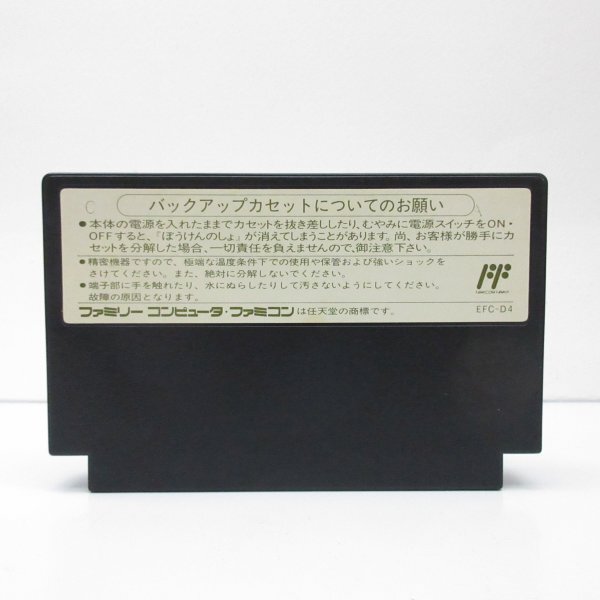 C
バックアップカセットについてのお願い
●本体の電源を入れたままでカセットを抜き差ししたり、むやみに電源スイッチをON・
OFFすると、「ぼうけんのしょ」が消えてしまうことがあります。尚、お客様が勝手にカ
セットを分解した場合、一切責任を負えませんので、御注意下さい。
●精密機器ですので、極端な温度条件下での使用や保管および強いショックを
さけてください。また、絶対に分解しないでください。
●端子部に手を触れたり、水にぬらしたりして汚さないようにしてください。
故障の原因となります。
ファミリー コンピュータ・ファミコンは任天堂の商標です。
EFC-D4